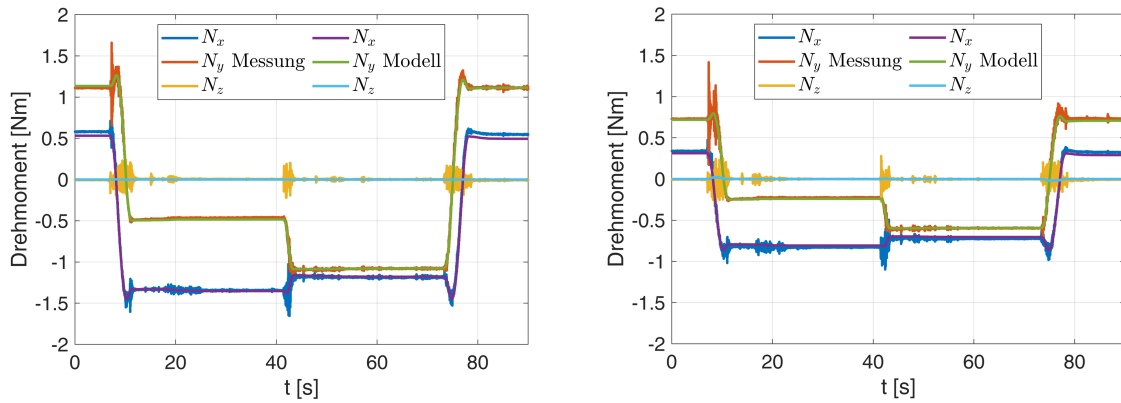 2
1.5
1
0.5
0
-0.5
-1
-1.5
-2
Drehmoment [Nm]
0 20 40 60 80
t [s]
N_x N_x
N_y Messung N_y Modell
N_z N_z
2
1.5
1
0.5
0
-0.5
-1
-1.5
-2
Drehmoment [Nm]
0 20 40 60 80
t [s]
N_x N_x
N_y Messung N_y Modell
N_z N_z